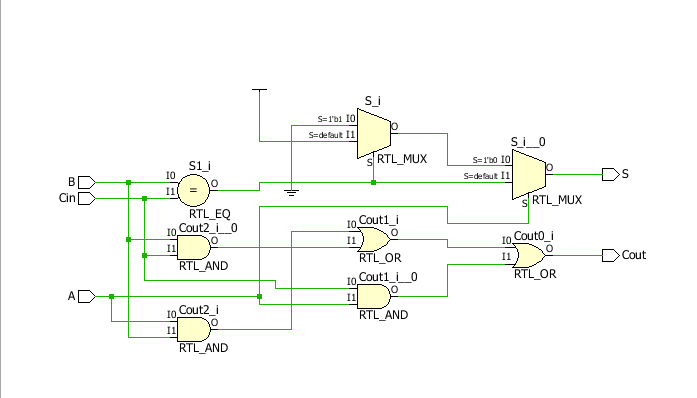 S_i
S=1'b1 I0
S=default I1
O
S
RTL_MUX
S_i__0
S=1'b0 I0
S=default I1
O
S
RTL_MUX
S
S1_i
B
Cin
I0
I1
=
O
RTL_EQ
Cout2_i__0
I0
I1
O
RTL_AND
Cout1_i
I0
I1
O
RTL_OR
Cout0_i
I0
I1
O
RTL_OR
Cout
Cout1_i__0
I0
I1
O
RTL_AND
A
Cout2_i
I0
I1
O
RTL_AND